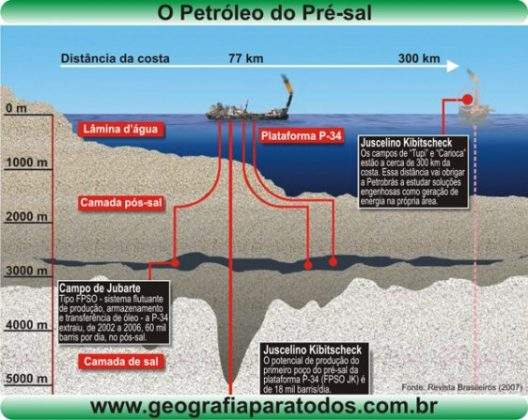 O Petróleo do Pré-sal
Distância da costa
77 km
300 km
0 m
Lâmina d'água
Plataforma P-34
1000 m
Juscelino Kibitscheck
Os campos de "Tupi" e "Carioca"
estão a cerca de 300 km da
costa. Essa distância vai obrigar
a Petrobrás a estudar soluções
engenhosas como geração de
energia na própria área.
Camada pós-sal
2000 m
3000 m
Campo de Jubarte
Tipo FPSO - sistema flutuante
de produção, armazenamento
e transferência de óleo - a P-34
extraiu, de 2002 a 2006, 60 mil
barris por dia, no pós-sal.
4000 m
Camada de sal
Juscelino Kibitscheck
O potencial de produção do
primeiro poço do pré-sal da
plataforma P-34 (FPSO JK) é
de 18 mil barris/dia.
5000 m
Fonte: Revista Brasileiros (2007)
www.geografiaparatodos.com.br